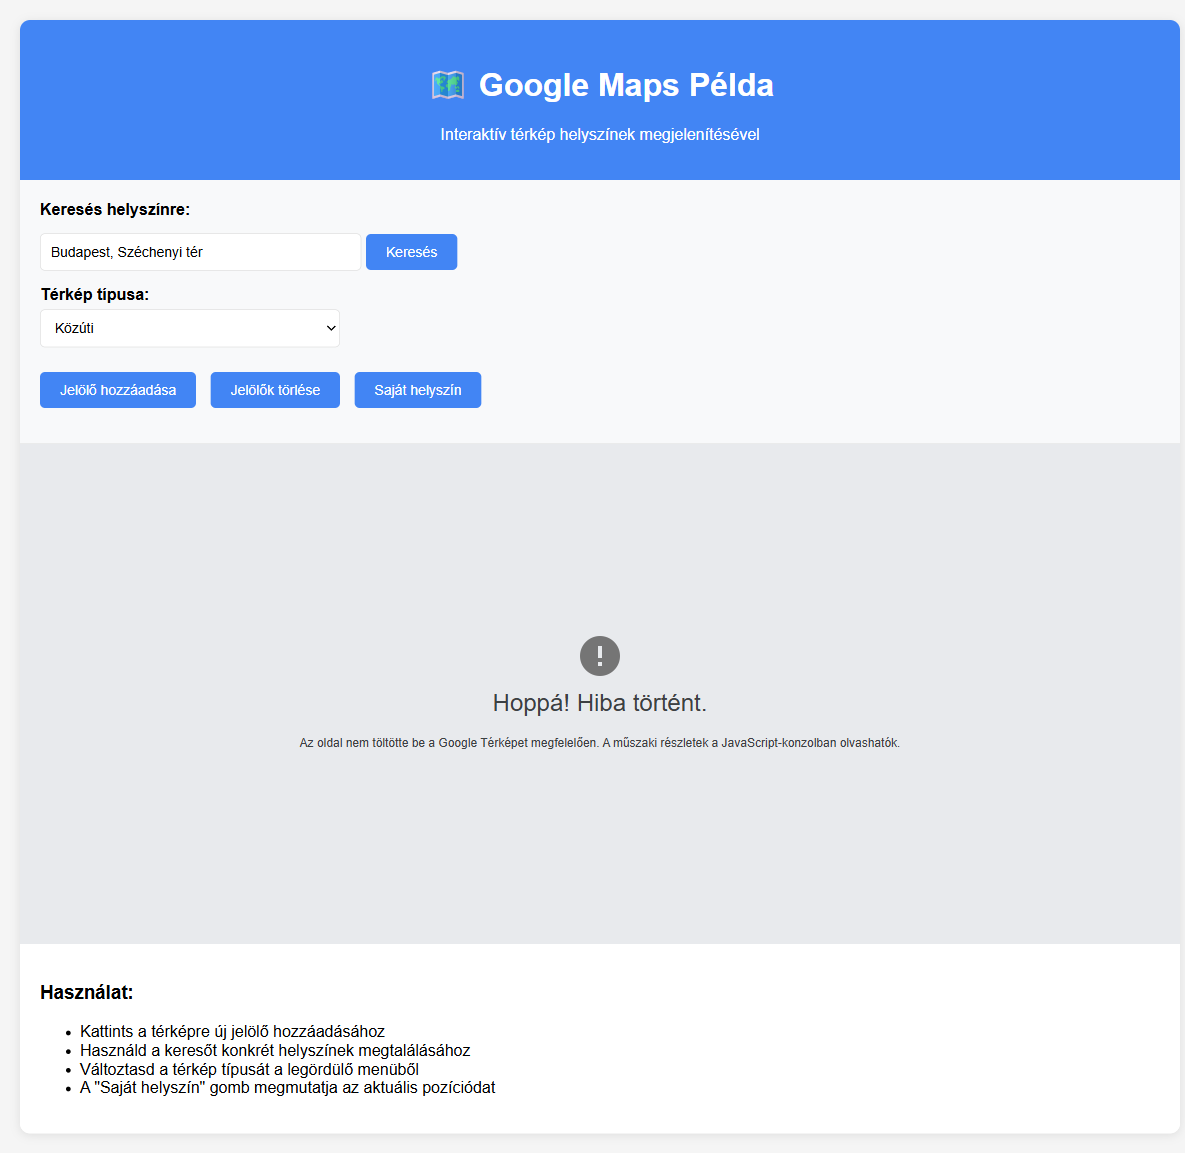 Google Maps Példa
Interaktív térkép helyszínek megjelenítésével
Keresés helyszínre:
Budapest, Széchenyi tér
Keresés
Térkép típusa:
Közúti
Jelölő hozzáadása
Jelölők törlése
Saját helyszín
Hoppá! Hiba történt.
Az oldal nem töltötte be a Google Térképet megfelelően. A műszaki részletek a JavaScript-konzolban olvashatók.
Használat:
• Kattints a térképre új jelölő hozzáadásához
• Használd a keresőt konkrét helyszínek megtalálásához
• Változtasd a térkép típusát a legördülő menüből
• A "Saját helyszín" gomb megmutatja az aktuális pozíciódat